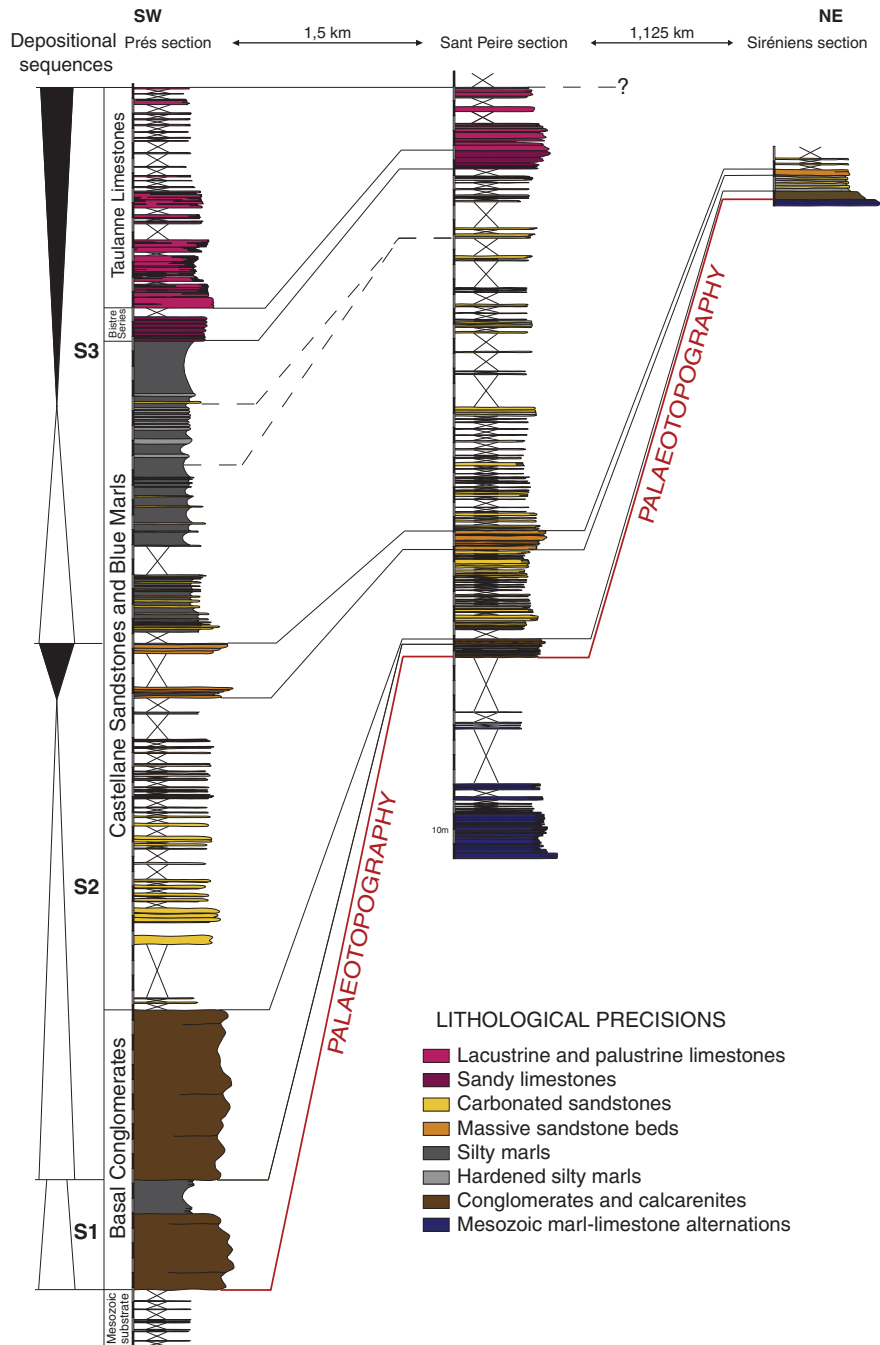 SW
NE
Depositional
sequences
Prés section
1,5 km
Sant Peire section
1,125 km
Siréniens section
?
Taulanne Limestones
Bistre
Series
S3
Castellane Sandstones and Blue Marls
PALAEOTOPOGRAPHY
S2
10m
PALAEOTOPOGRAPHY
Basal Conglomerates
S1
Mesozoic
substrate
LITHOLOGICAL PRECISIONS
Lacustrine and palustrine limestones
Sandy limestones
Carbonated sandstones
Massive sandstone beds
Silty marls
Hardened silty marls
Conglomerates and calcarenites
Mesozoic marl-limestone alternations